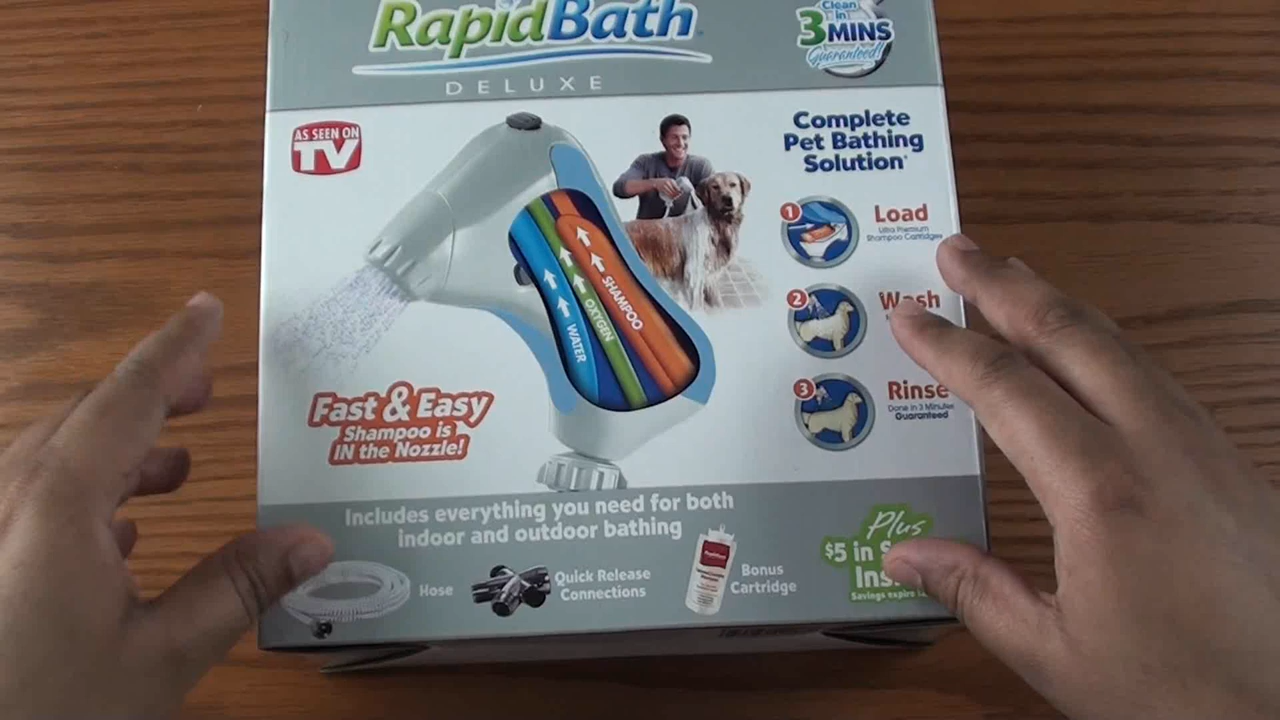 RapidBath
DELUXE
Clean
in
3 MINS
Guaranteed!
AS SEEN ON
TV
Complete
Pet Bathing
Solution
1
Load
Ultra Premium
Shampoo Cartridges
2
Wash
3
Rinse
Done in 3 Minutes
Guaranteed
WATER
OXYGEN
SHAMPOO
Fast & Easy
Shampoo is
IN the Nozzle!
Includes everything you need for both
indoor and outdoor bathing
Hose
Quick Release
Connections
Bonus
Cartridge
Plus
$5 in
Savings expire